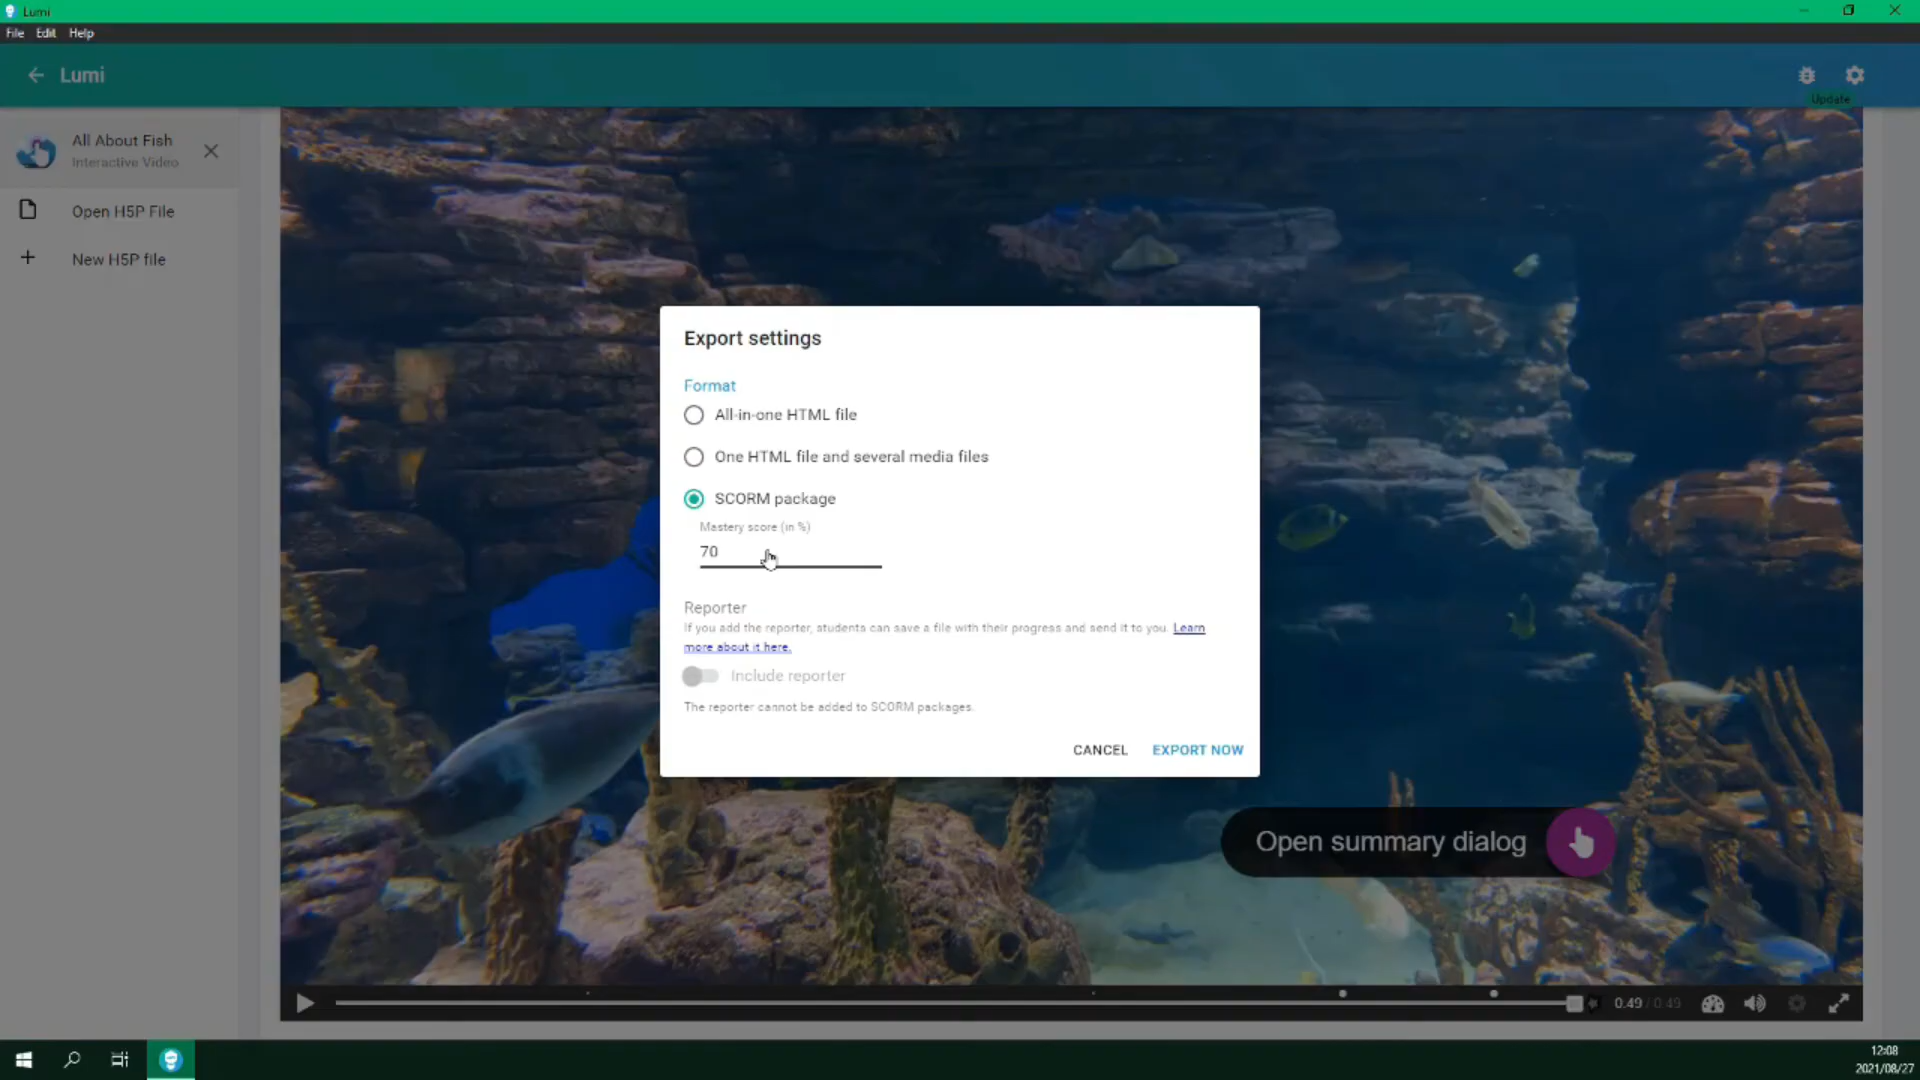 Lumi
File Edit Help
Lumi
Update
All About Fish
Interactive Video
Open H5P File
New H5P file
Export settings
Format
All-in-one HTML file
One HTML file and several media files
SCORM package
Mastery score (in %)
70
Reporter
If you add the reporter, students can save a file with their progress and send it to you. Learn
more about it here.
Include reporter
The reporter cannot be added to SCORM packages.
CANCEL EXPORT NOW
Open summary dialog
0:49 / 0:49
12:08
2021/08/27